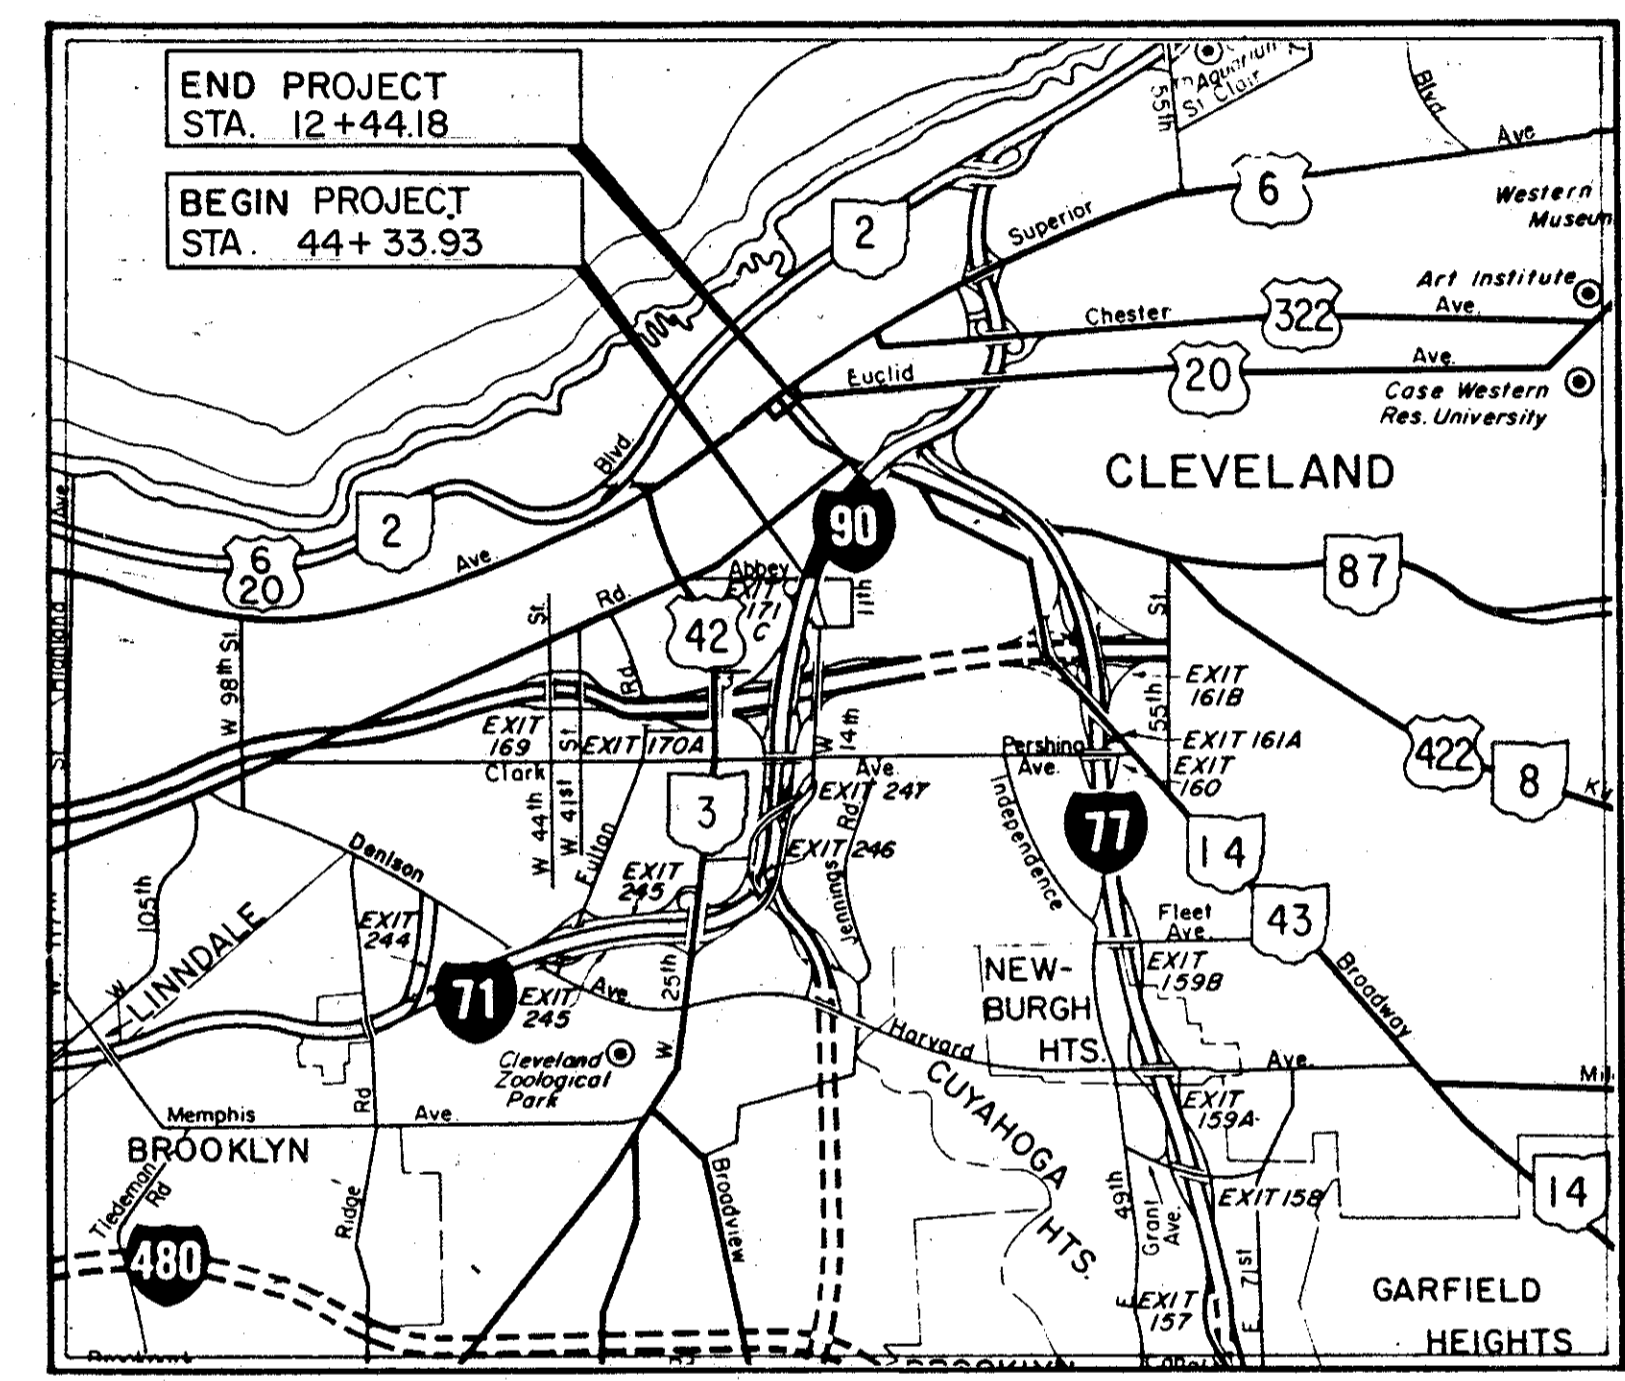 END PROJECT
STA. 12+44.18
BEGIN PROJECT
STA. 44+33.93
55th
Aquarium
St Clair
Blvd.
Ave
6
Western
Museum
2
Superior
Art Institute
Chester
322
Ave.
Euclid
20
Ave.
Case Western
Res. University
CLEVELAND
Blvd.
Ave.
2
90
6
20
Ave.
87
Abbey
EXIT
171
C
11th
Rd.
St.
St.
42
Highland
St
W 98th St.
Rd.
EXIT
161B
55th
EXIT
169
St
EXIT 170A
W 14th
Pershing
Ave.
EXIT 161A
EXIT
160
422
8
Clark
Ave.
EXIT 247
W 44th
W 41st
3
Rd.
Independence
77
14
Denison
Fulton
EXIT 246
EXIT
245
Jennings
W 105th
EXIT
244
LINNDALE
Fleet
Ave.
43
71
EXIT
245
Ave
25th
W
NEW-
BURGH
HTS.
EXIT
159B
Broadway
Harvard
Ave.
Cleveland
Zoological
Park
CUYAHOGA
HTS.
EXIT
159A
Rd
Memphis
Ave.
BROOKLYN
Tiedeman
Rd
Ridge
Broadview
49th
E
Grant
Ave.
EXIT 158
14
480
EXIT
157
E 71st
GARFIELD
HEIGHTS